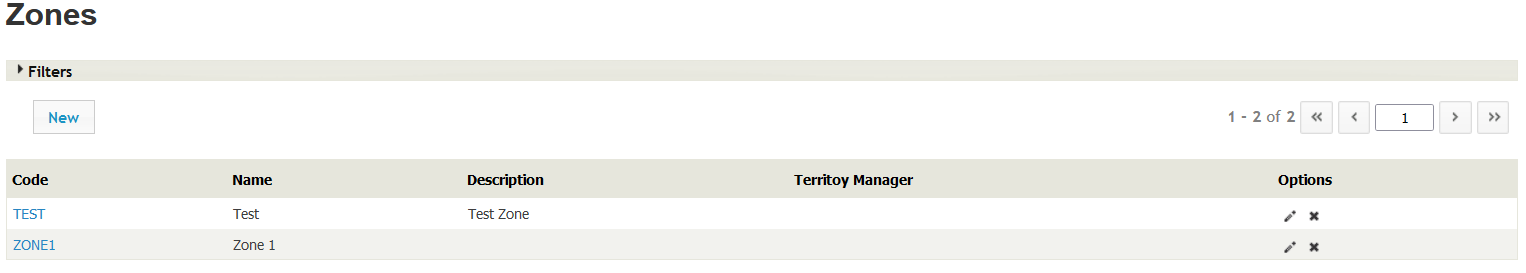 Zones
Filters
New 1 - 2 of 2 « ‹ 1 › »
Code Name Description Territoy Manager Options
TEST Test Test Zone
ZONE1 Zone 1